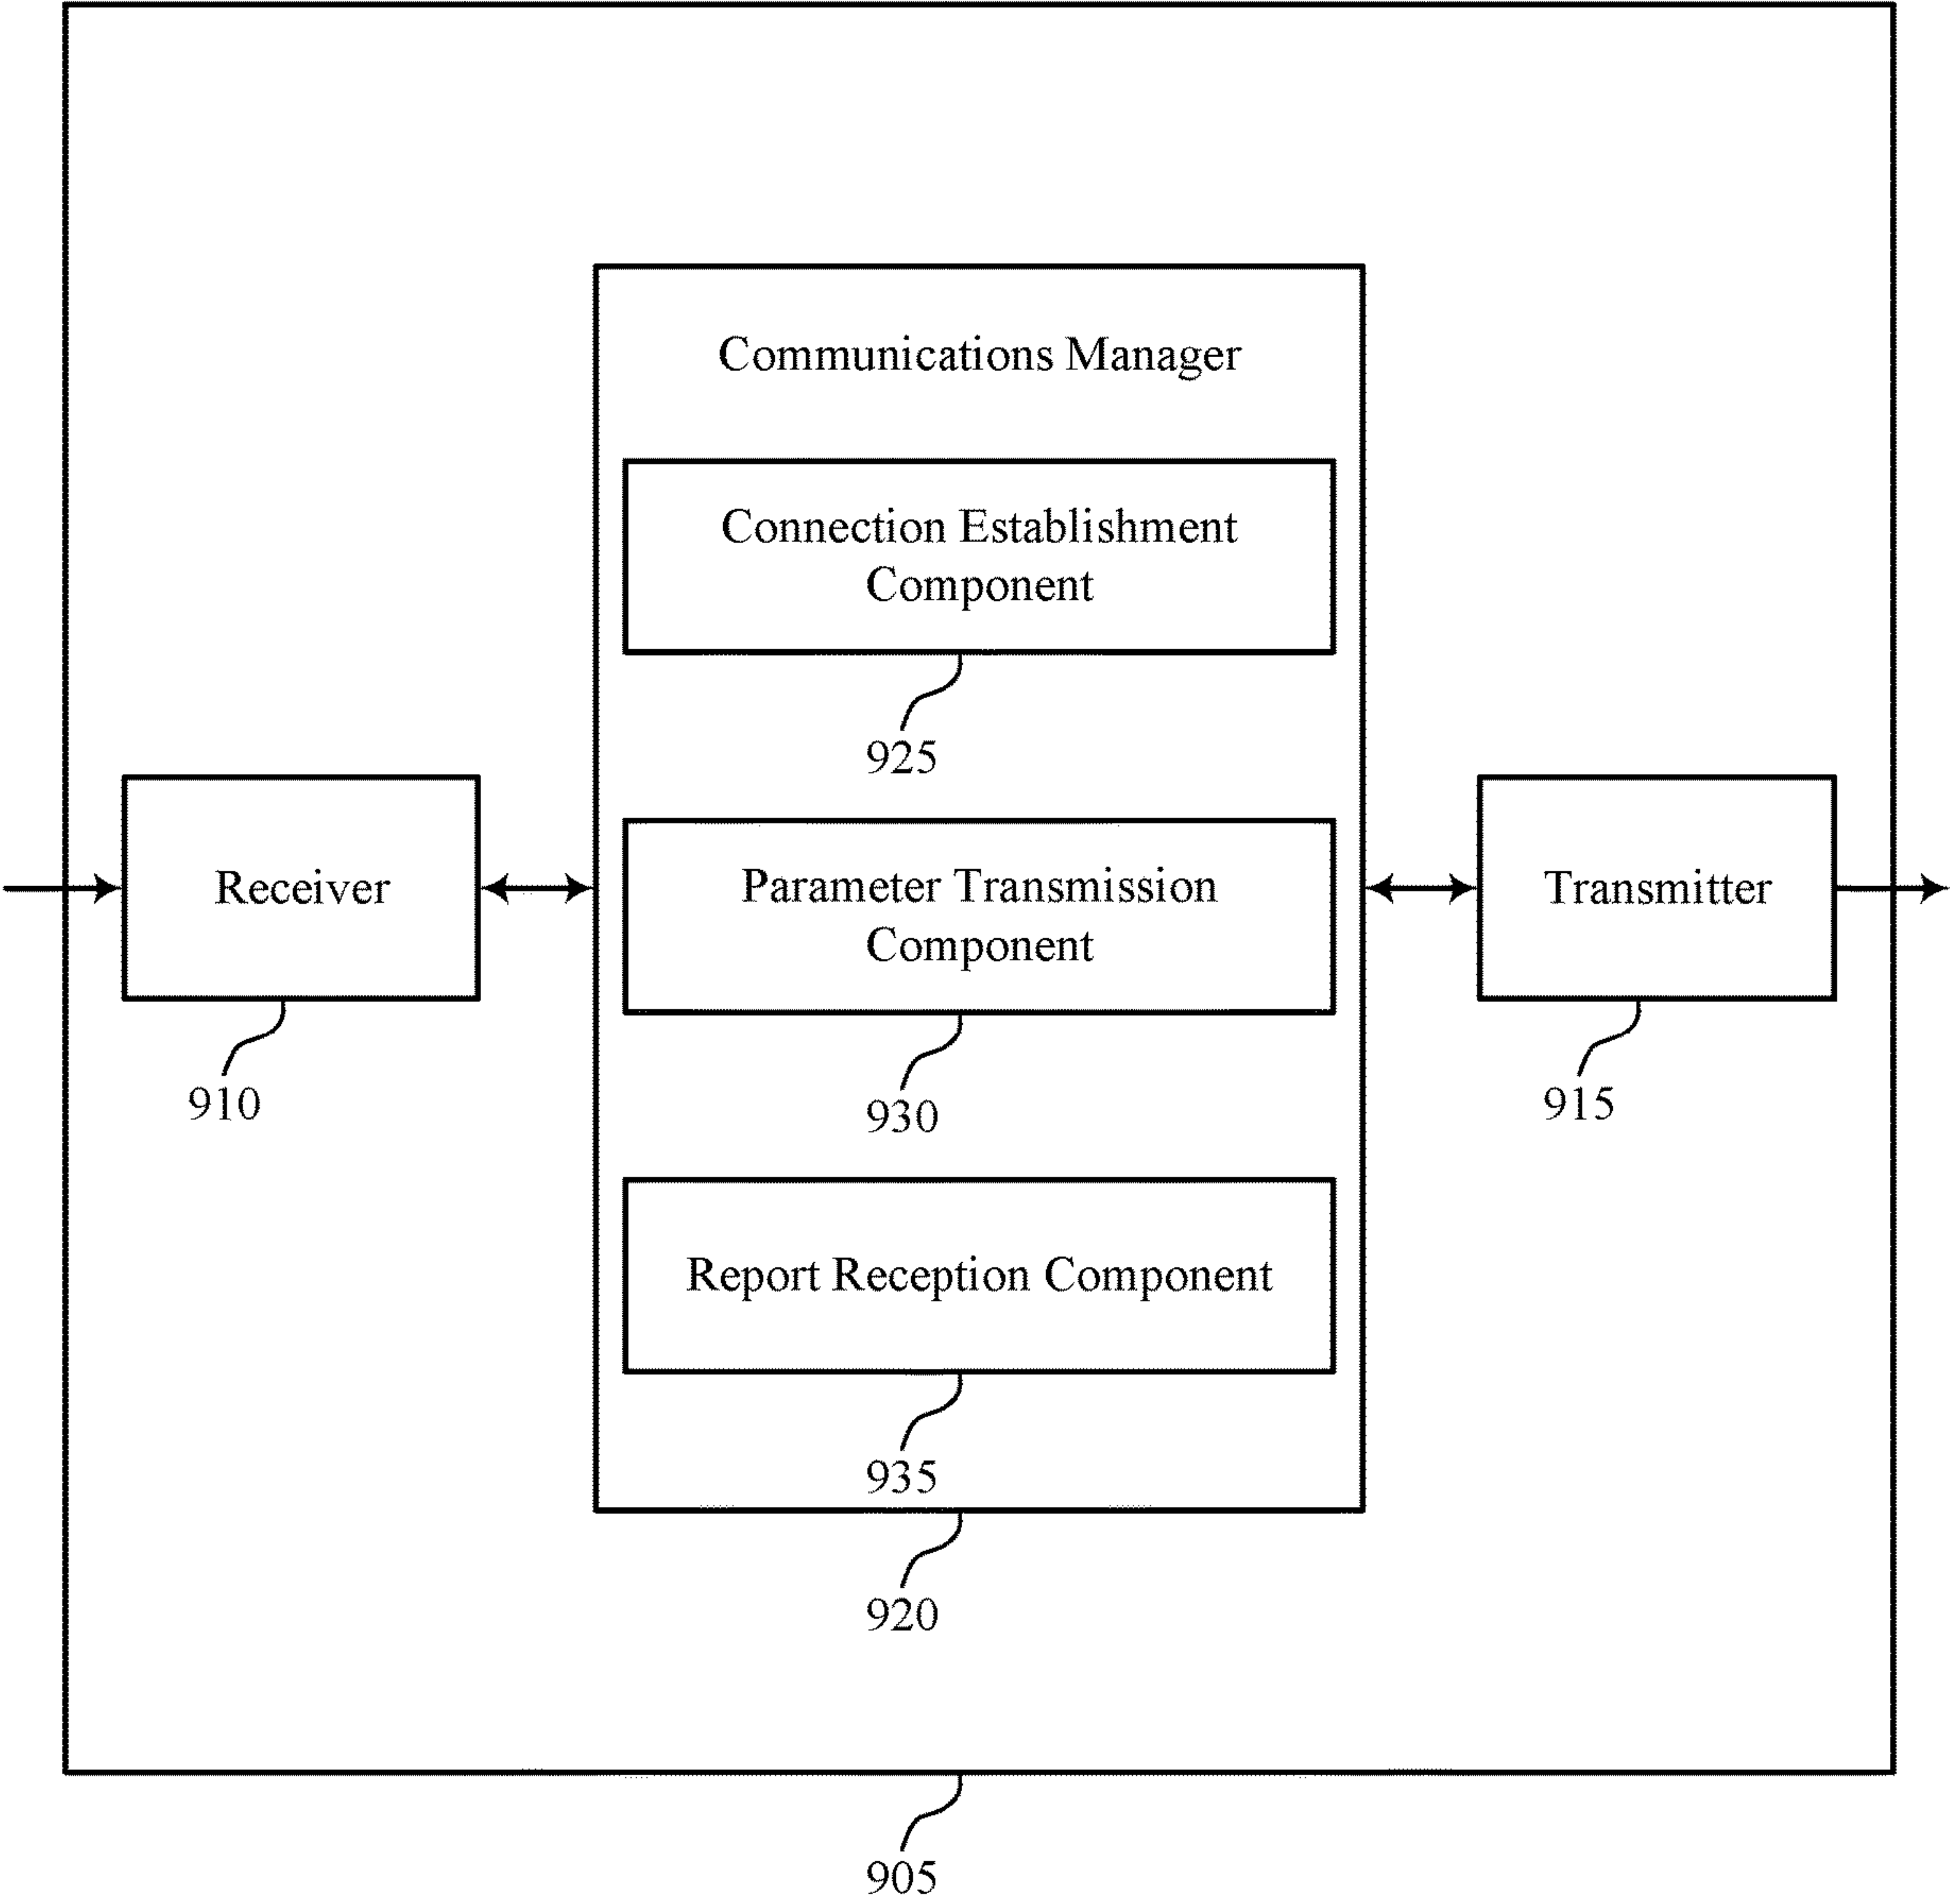 Communications Manager
Connection Establishment
Component
925
Receiver
910
Parameter Transmission
Component
930
Transmitter
915
Report Reception Component
935
920
905